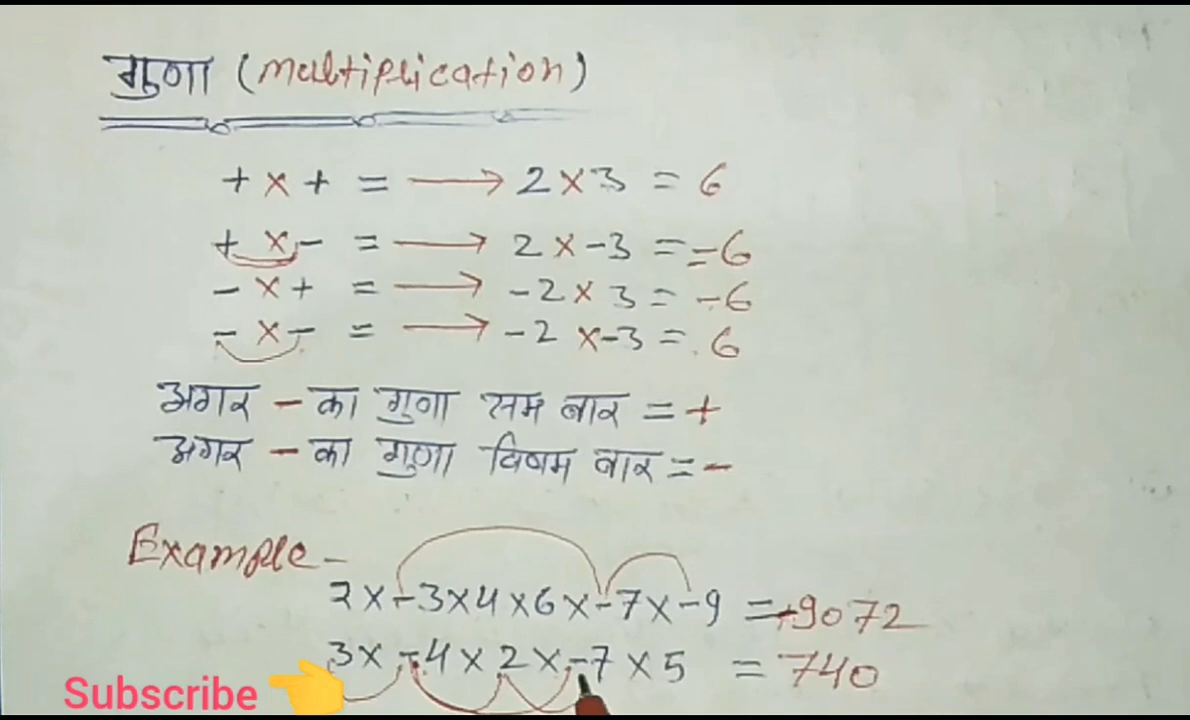 गुणा (multiplication)
+ × + = → 2 × 3 = 6
+ × - = → 2 × -3 = -6
- × + = → -2 × 3 = -6
- × - = → -2 × -3 = 6
अगर - का गुणा सम बार = +
अगर - का गुणा विषम बार = -
Example -
2 × -3 × 4 × 6 × -7 × -9 = -9072
3 × -4 × 2 × -7 × 5 = 740
Subscribe